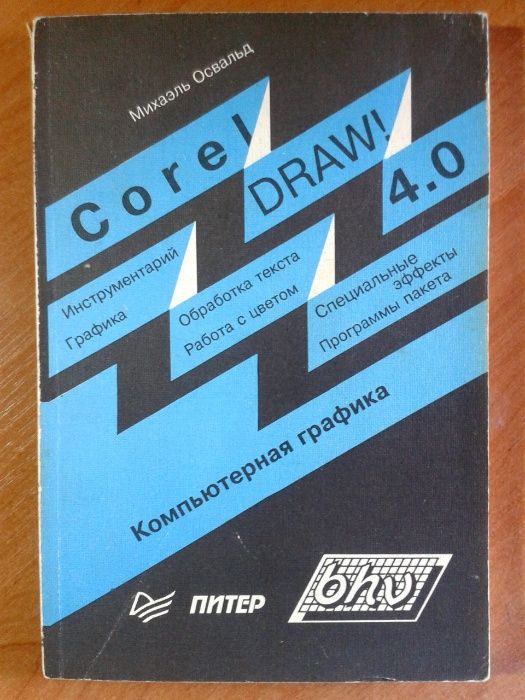 Михаэль Освальд
Corel
DRAW!
4.0
Инструментарий
Графика
Обработка текста
Работа с цветом
Специальные
эффекты
Программы пакета
Компьютерная графика
ПИТЕР
bhv